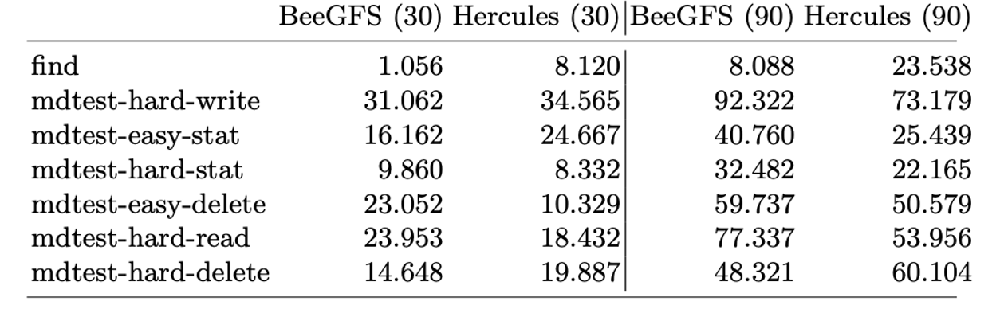 BeeGFS (30) Hercules (30) BeeGFS (90) Hercules (90)
find 1.056 8.120 8.088 23.538
mdtest-hard-write 31.062 34.565 92.322 73.179
mdtest-easy-stat 16.162 24.667 40.760 25.439
mdtest-hard-stat 9.860 8.332 32.482 22.165
mdtest-easy-delete 23.052 10.329 59.737 50.579
mdtest-hard-read 23.953 18.432 77.337 53.956
mdtest-hard-delete 14.648 19.887 48.321 60.104